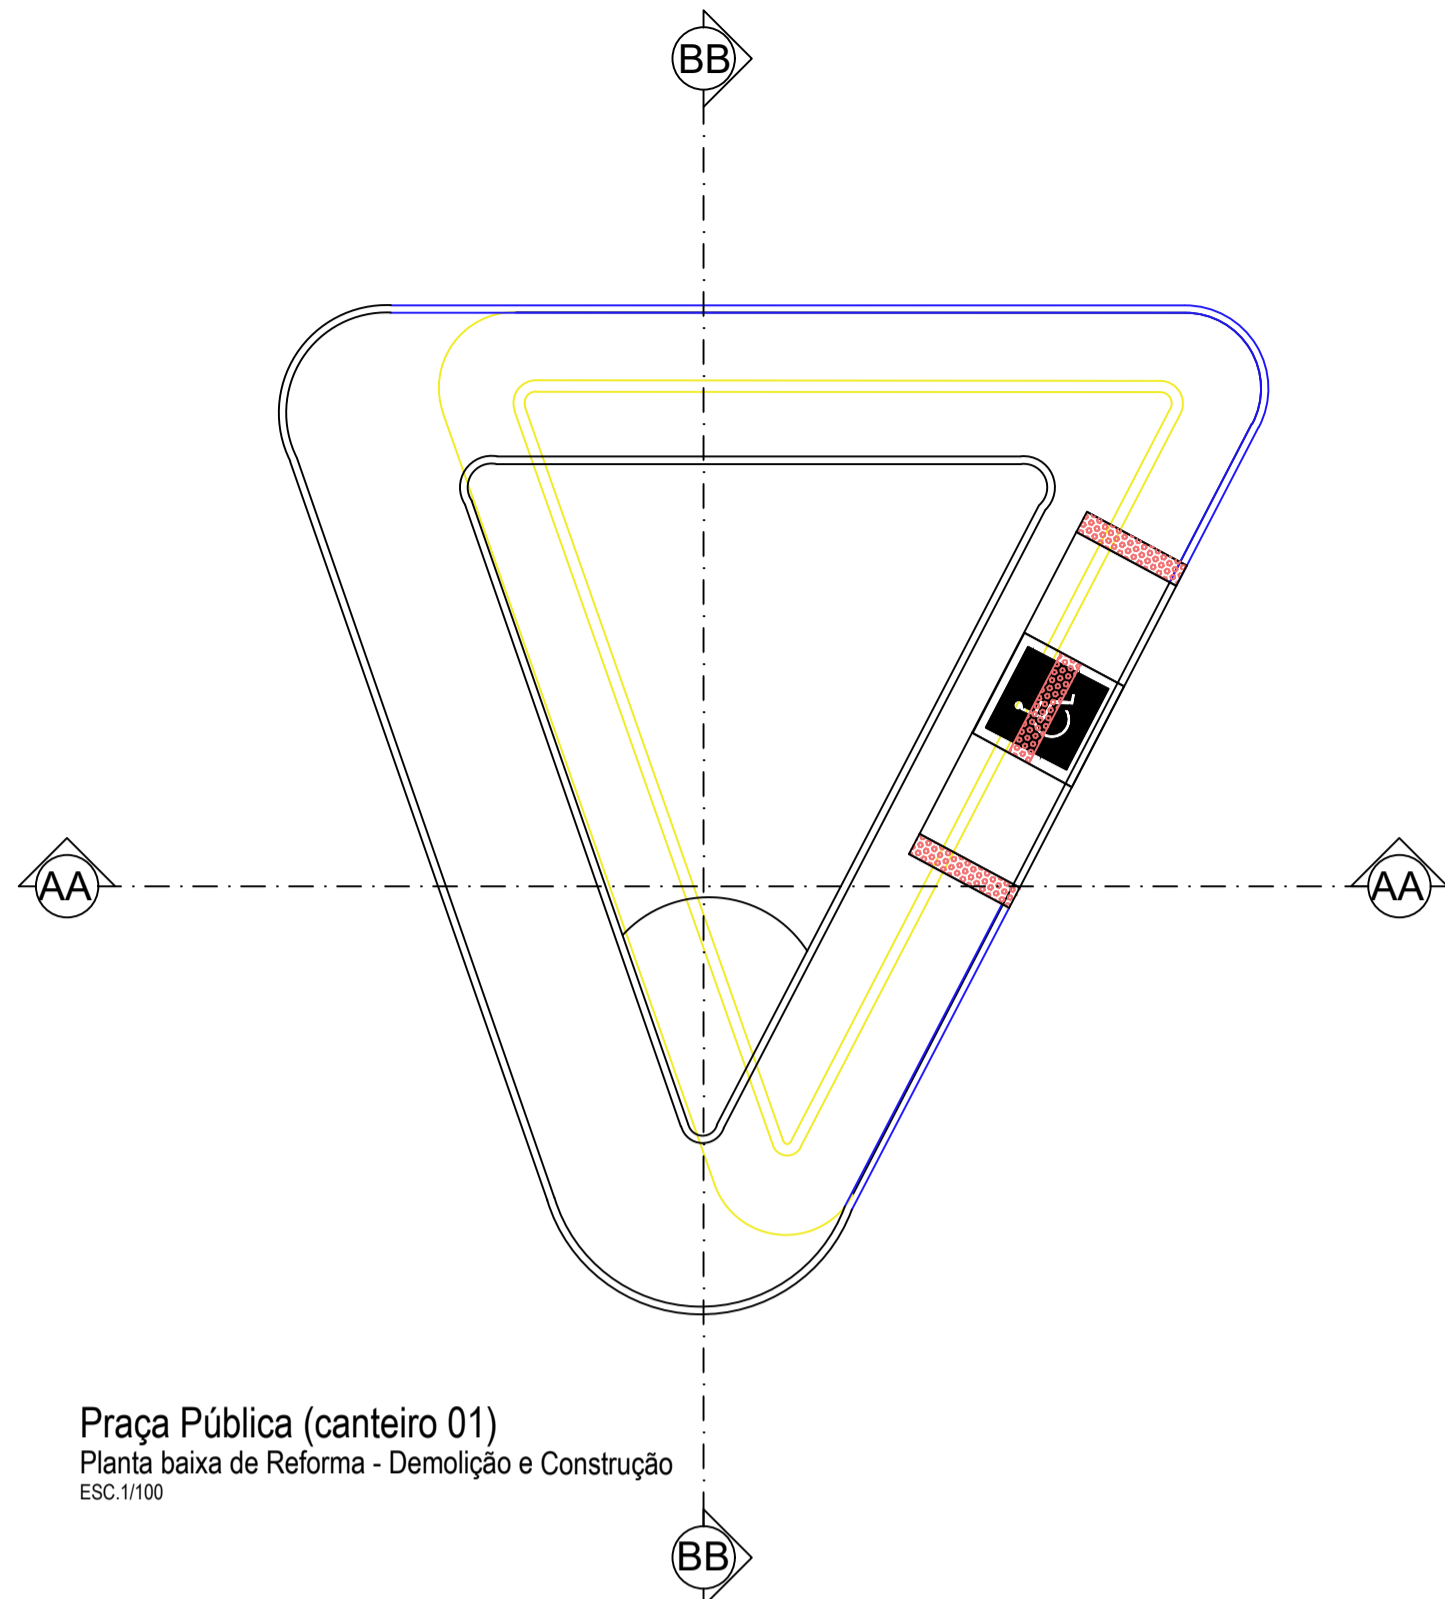 BB
AA
AA
Praça Pública (canteiro 01)
Planta baixa de Reforma - Demolição e Construção
ESC.1/100
BB